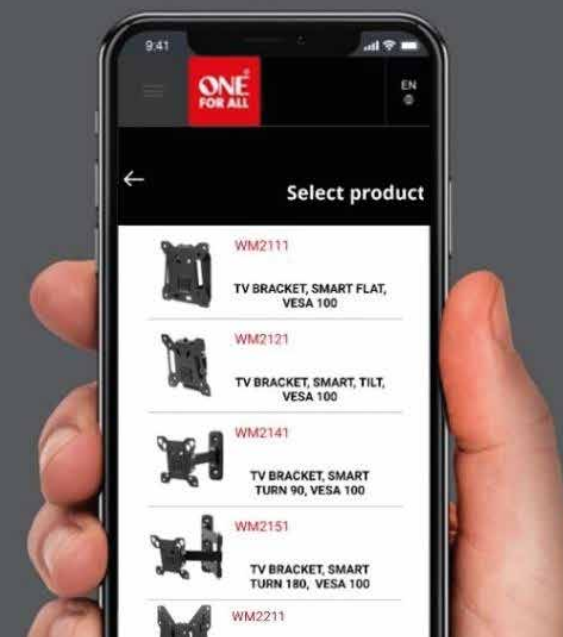 9:41
ONE
FOR ALL
EN
Select product
WM2111
TV BRACKET, SMART FLAT,
VESA 100
WM2121
TV BRACKET, SMART, TILT,
VESA 100
WM2141
TV BRACKET, SMART
TURN 90, VESA 100
WM2151
TV BRACKET, SMART
TURN 180, VESA 100
WM2211